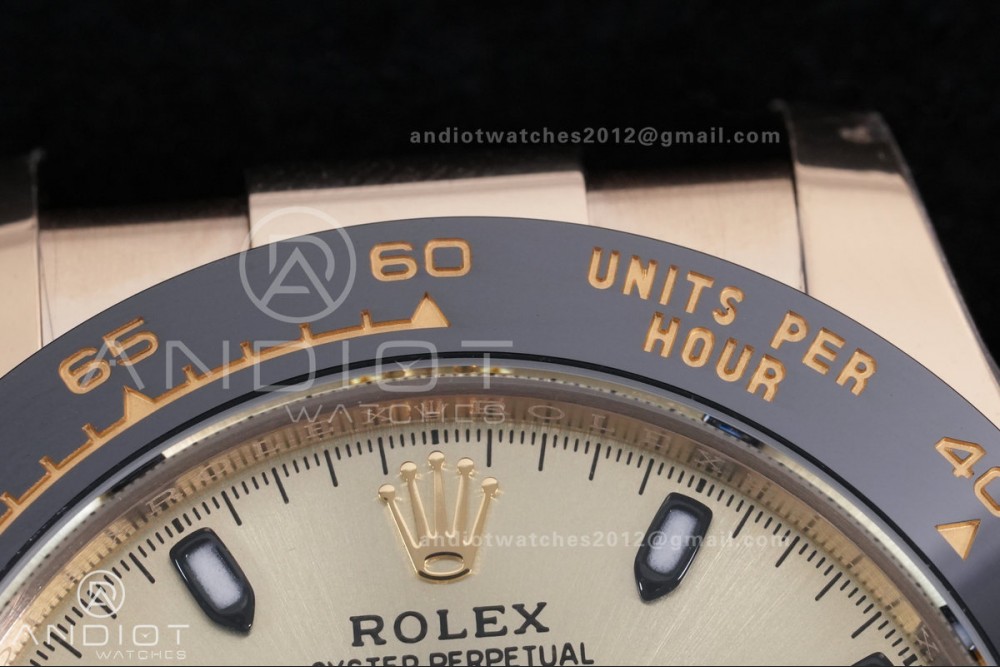 andiotwatches2012@gmail.com
60
UNITS PER
HOUR
65
40
ANDIOT
WATCHES
andiotwatches2012@gmail.com
ROLEX
OYSTER PERPETUAL
ANDIOT
WATCHES